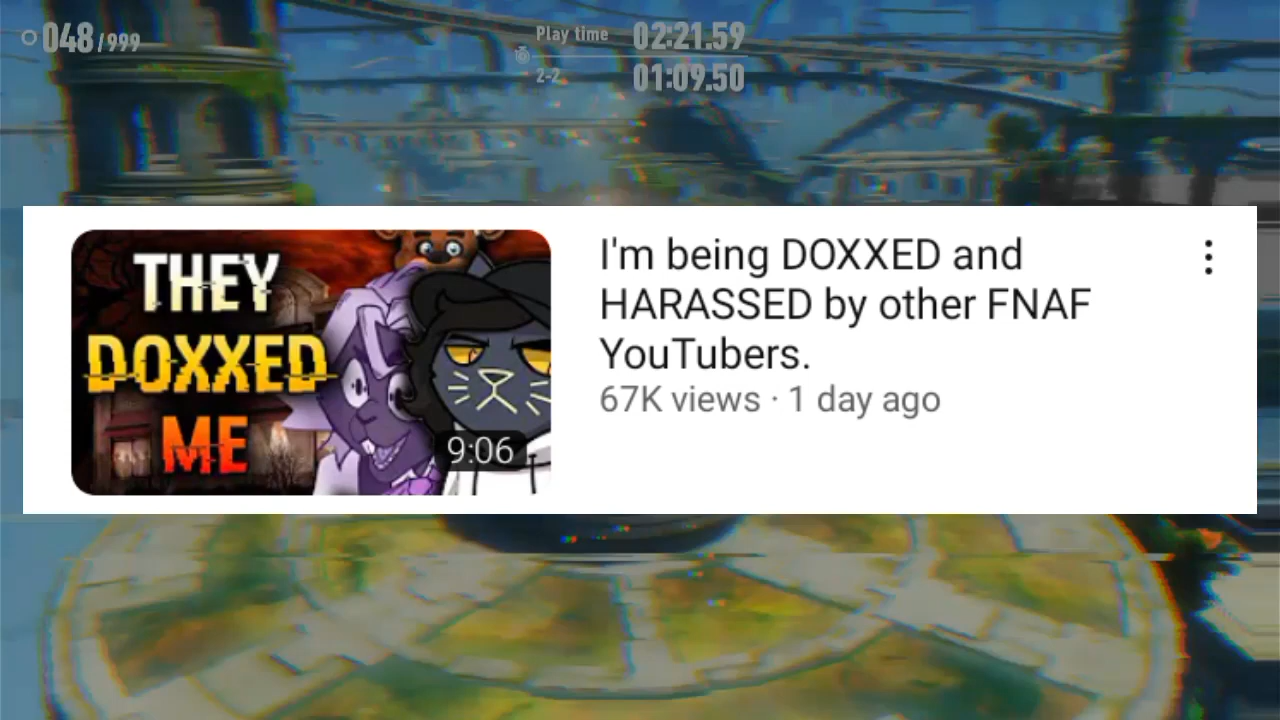 048/999
Play time 02:21.59
2-2 01:09.50
THEY
DOXXED
ME
9:06
I'm being DOXXED and
HARASSED by other FNAF
YouTubers.
67K views · 1 day ago